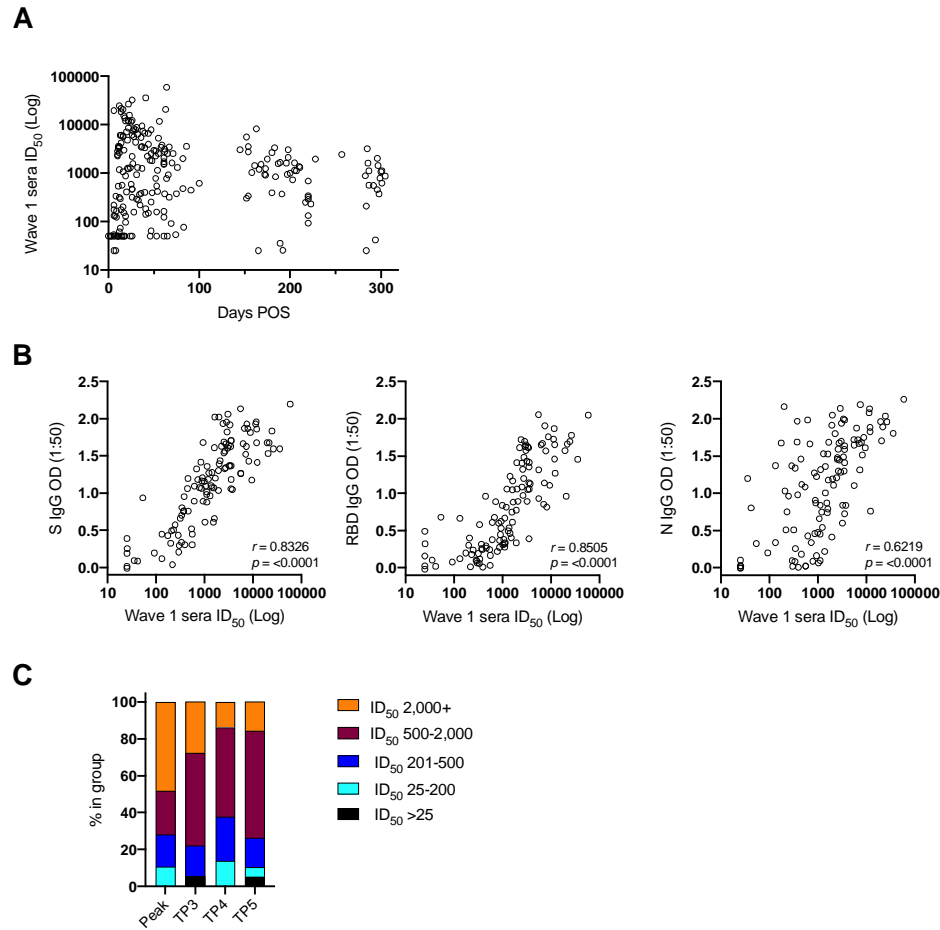 A
Wave 1 sera ID50 (Log)
100000
10000
1000
100
10
0
100
200
300
Days POS
B
S IgG OD (1:50)
2.5
2.0
1.5
1.0
0.5
0.0
r = 0.8326
p = <0.0001
10
100
1000
10000
100000
Wave 1 sera ID50 (Log)
RBD IgG OD (1:50)
2.5
2.0
1.5
1.0
0.5
0.0
r = 0.8505
p = <0.0001
10
100
1000
10000
100000
Wave 1 sera ID50 (Log)
N IgG OD (1:50)
2.5
2.0
1.5
1.0
0.5
0.0
r = 0.6219
p = <0.0001
10
100
1000
10000
100000
Wave 1 sera ID50 (Log)
C
% in group
100
80
60
40
20
0
Peak
TP3
TP4
TP5
ID50 2,000+
ID50 500-2,000
ID50 201-500
ID50 25-200
ID50 >25